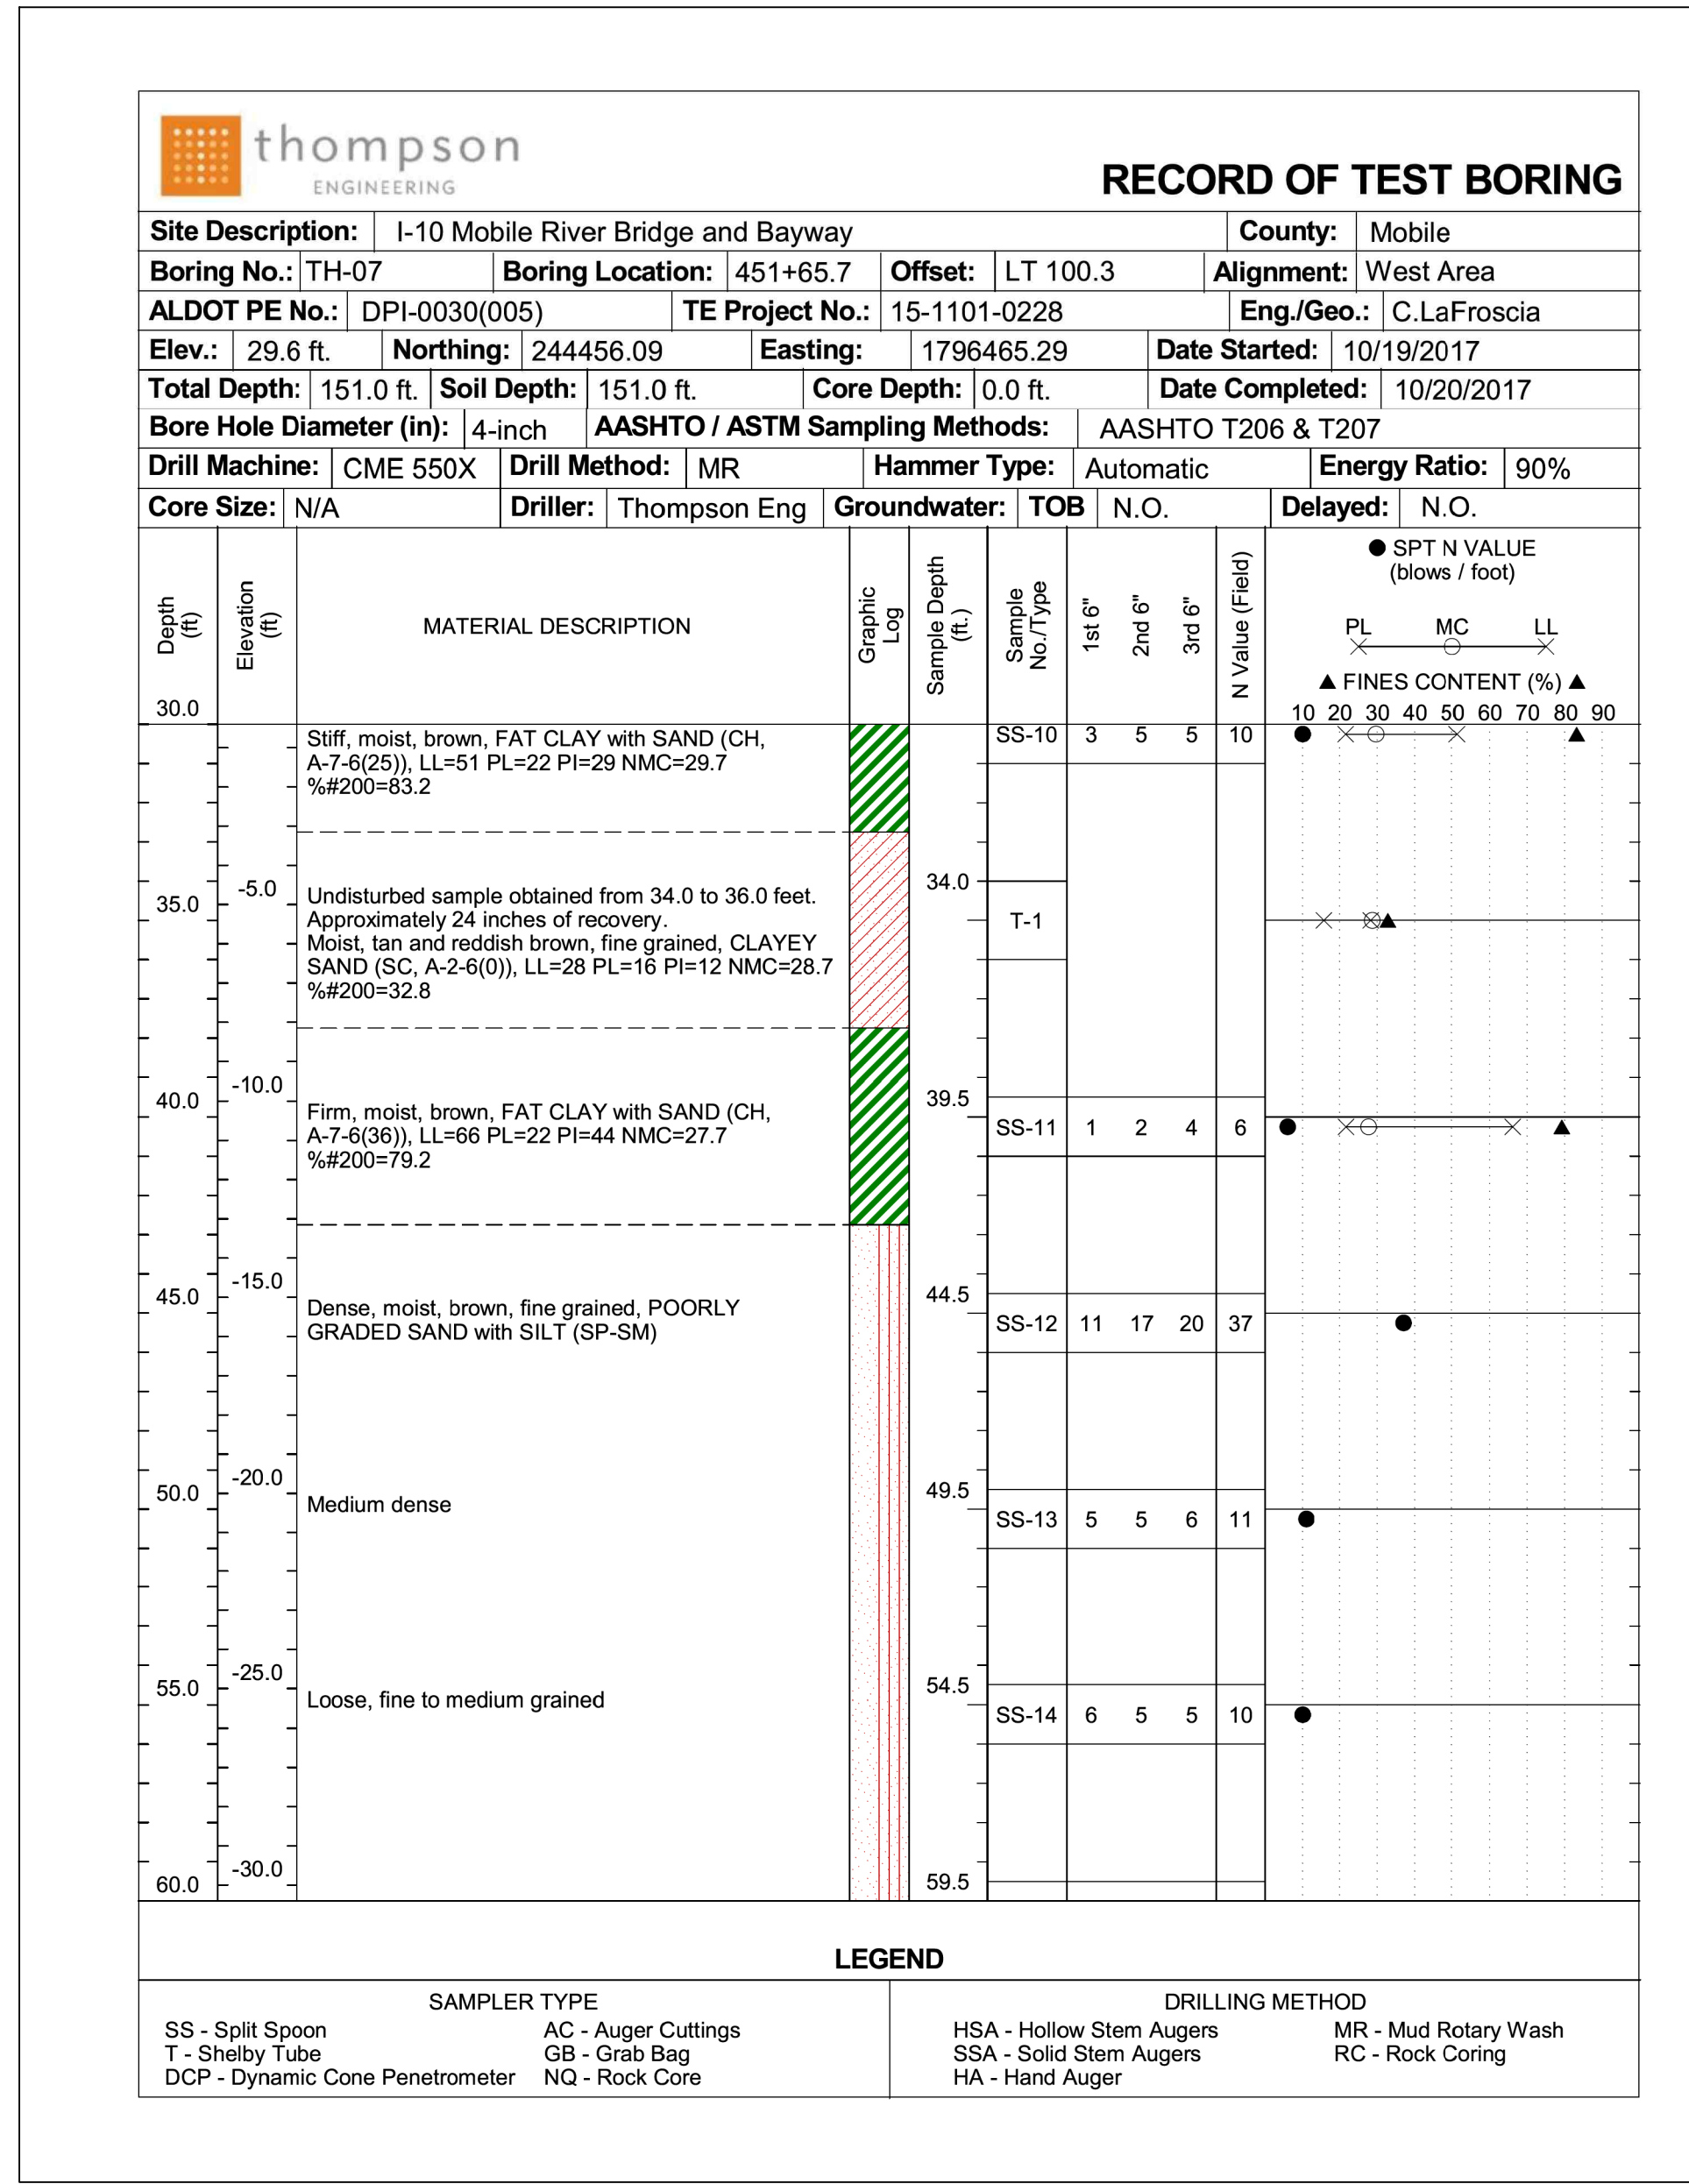 thompson
ENGINEERING
RECORD OF TEST BORING
Site Description: I-10 Mobile River Bridge and Bayway County: Mobile
Boring No.: TH-07 Boring Location: 451+65.7 Offset: LT 100.3 Alignment: West Area
ALDOT PE No.: DPI-0030(005) TE Project No.: 15-1101-0228 Eng./Geo.: C.LaFroscia
Elev.: 29.6 ft. Northing: 244456.09 Easting: 1796465.29 Date Started: 10/19/2017
Total Depth: 151.0 ft. Soil Depth: 151.0 ft. Core Depth: 0.0 ft. Date Completed: 10/20/2017
Bore Hole Diameter (in): 4-inch AASHTO / ASTM Sampling Methods: AASHTO T206 & T207
Drill Machine: CME 550X Drill Method: MR Hammer Type: Automatic Energy Ratio: 90%
Core Size: N/A Driller: Thompson Eng Groundwater: TOB N.O. Delayed: N.O.
Depth (ft) Elevation (ft) MATERIAL DESCRIPTION Graphic Log Sample Depth (ft.) Sample No./Type 1st 6" 2nd 6" 3rd 6" N Value (Field)
SPT N VALUE
(blows / foot)
PL MC LL
▲ FINES CONTENT (%) ▲
30.0 10 20 30 40 50 60 70 80 90
Stiff, moist, brown, FAT CLAY with SAND (CH, SS-10 3 5 5 10
A-7-6(25)), LL=51 PL=22 PI=29 NMC=29.7
%#200=83.2
34.0
35.0 -5.0 Undisturbed sample obtained from 34.0 to 36.0 feet.
Approximately 24 inches of recovery. T-1
Moist, tan and reddish brown, fine grained, CLAYEY
SAND (SC, A-2-6(0)), LL=28 PL=16 PI=12 NMC=28.7
%#200=32.8
40.0 -10.0 39.5
Firm, moist, brown, FAT CLAY with SAND (CH,
A-7-6(36)), LL=66 PL=22 PI=44 NMC=27.7 SS-11 1 2 4 6
%#200=79.2
45.0 -15.0 44.5
Dense, moist, brown, fine grained, POORLY
GRADED SAND with SILT (SP-SM) SS-12 11 17 20 37
50.0 -20.0 49.5
Medium dense SS-13 5 5 6 11
55.0 -25.0 54.5
Loose, fine to medium grained SS-14 6 5 5 10
60.0 -30.0 59.5
LEGEND
SAMPLER TYPE DRILLING METHOD
SS - Split Spoon AC - Auger Cuttings HSA - Hollow Stem Augers MR - Mud Rotary Wash
T - Shelby Tube GB - Grab Bag SSA - Solid Stem Augers RC - Rock Coring
DCP - Dynamic Cone Penetrometer NQ - Rock Core HA - Hand Auger